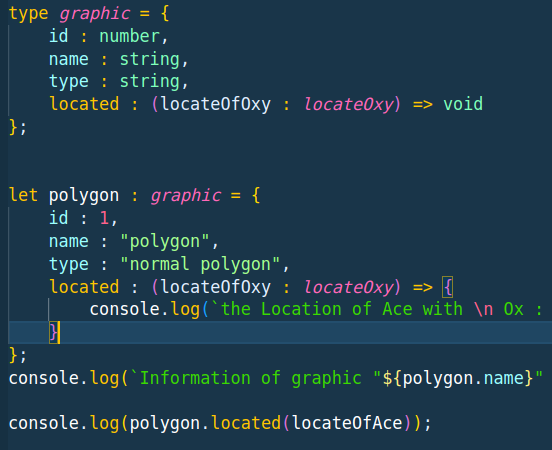 type graphic = {
    id : number,
    name : string,
    type : string,
    located : (locateOfOxy : locateOxy) => void
};
let polygon : graphic = {
    id : 1,
    name : "polygon",
    type : "normal polygon",
    located : (locateOfOxy : locateOxy) => {
        console.log(`the Location of Ace with \n Ox :
    }
};
console.log(`Information of graphic "${polygon.name}"
console.log(polygon.located(locateOfAce));